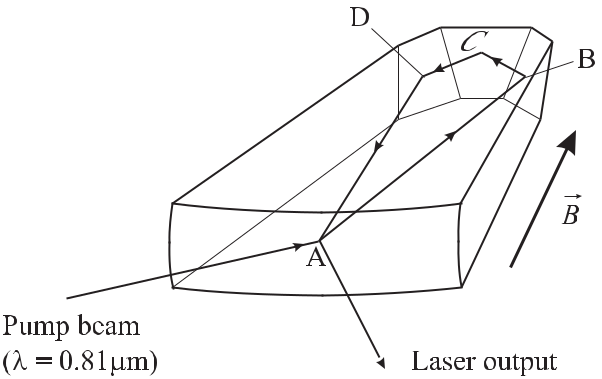 D
C
B
B⃗
A
Pump beam
(λ = 0.81μm)
Laser output